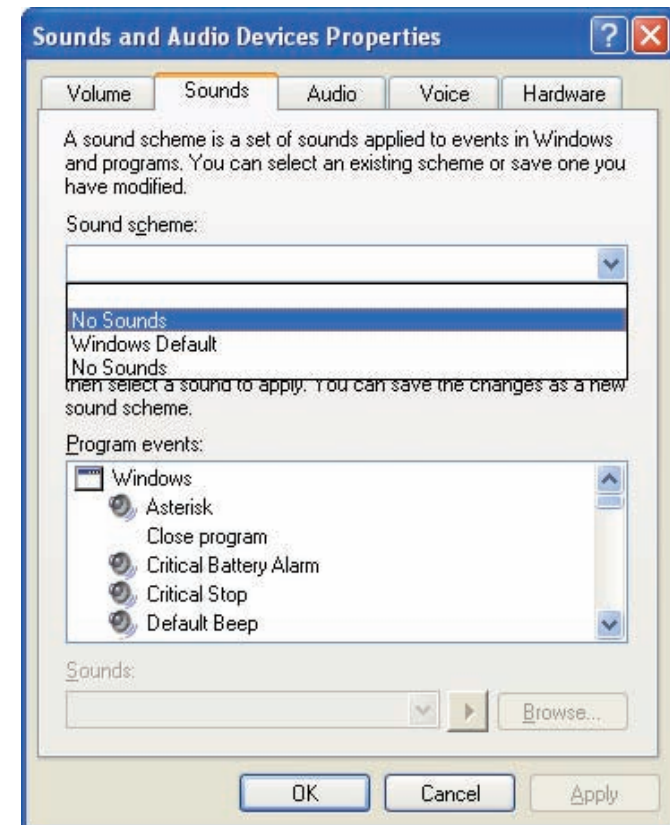 Sounds and Audio Devices Properties
Volume Sounds Audio Voice Hardware
A sound scheme is a set of sounds applied to events in Windows
and programs. You can select an existing scheme or save one you
have modified.
Sound scheme:
No Sounds
Windows Default
No Sounds
then select a sound to apply. You can save the changes as a new
sound scheme.
Program events:
Windows
Asterisk
Close program
Critical Battery Alarm
Critical Stop
Default Beep
Sounds:
Browse...
OK Cancel Apply